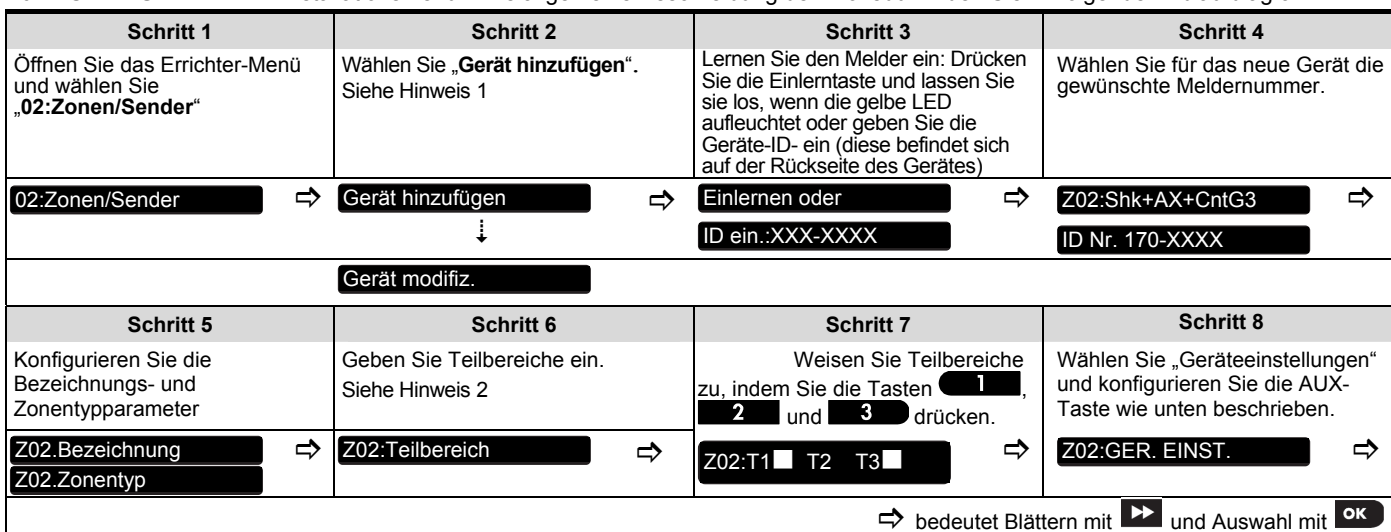 Schritt 1
Schritt 2
Schritt 3
Schritt 4
Öffnen Sie das Errichter-Menü
und wählen Sie
„02:Zonen/Sender“
Wählen Sie „Gerät hinzufügen“.
Siehe Hinweis 1
Lernen Sie den Melder ein: Drücken
Sie die Einlerntaste und lassen Sie
sie los, wenn die gelbe LED
aufleuchtet oder geben Sie die
Geräte-ID- ein (diese befindet sich
auf der Rückseite des Gerätes)
Wählen Sie für das neue Gerät die
gewünschte Meldernummer.
02:Zonen/Sender ⇨
Gerät hinzufügen ⇨
Gerät modifiz.
Einlernen oder ⇨
ID ein.:XXX-XXXX
Z02:Shk+AX+CntG3 ⇨
ID Nr. 170-XXXX
Schritt 5
Schritt 6
Schritt 7
Schritt 8
Konfigurieren Sie die
Bezeichnungs- und
Zonentypparameter
Geben Sie Teilbereiche ein.
Siehe Hinweis 2
Weisen Sie Teilbereiche
zu, indem Sie die Tasten 1,
2 und 3 drücken.
Wählen Sie „Geräteeinstellungen“
und konfigurieren Sie die AUX-
Taste wie unten beschrieben.
Z02.Bezeichnung ⇨
Z02.Zonentyp
Z02:Teilbereich ⇨
Z02:T1■ T2 T3■ ⇨
Z02:GER. EINST. ⇨
⇨ bedeutet Blättern mit ▶▶ und Auswahl mit OK